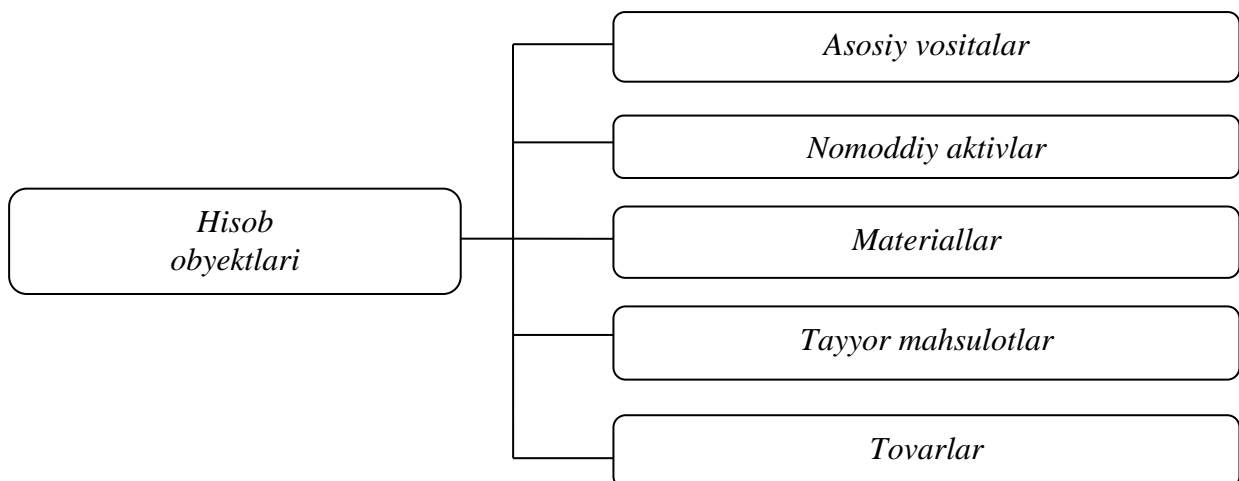 Asosiy vositalar
Nomoddiy aktivlar
Hisob
obyektlari
Materiallar
Tayyor mahsulotlar
Tovarlar